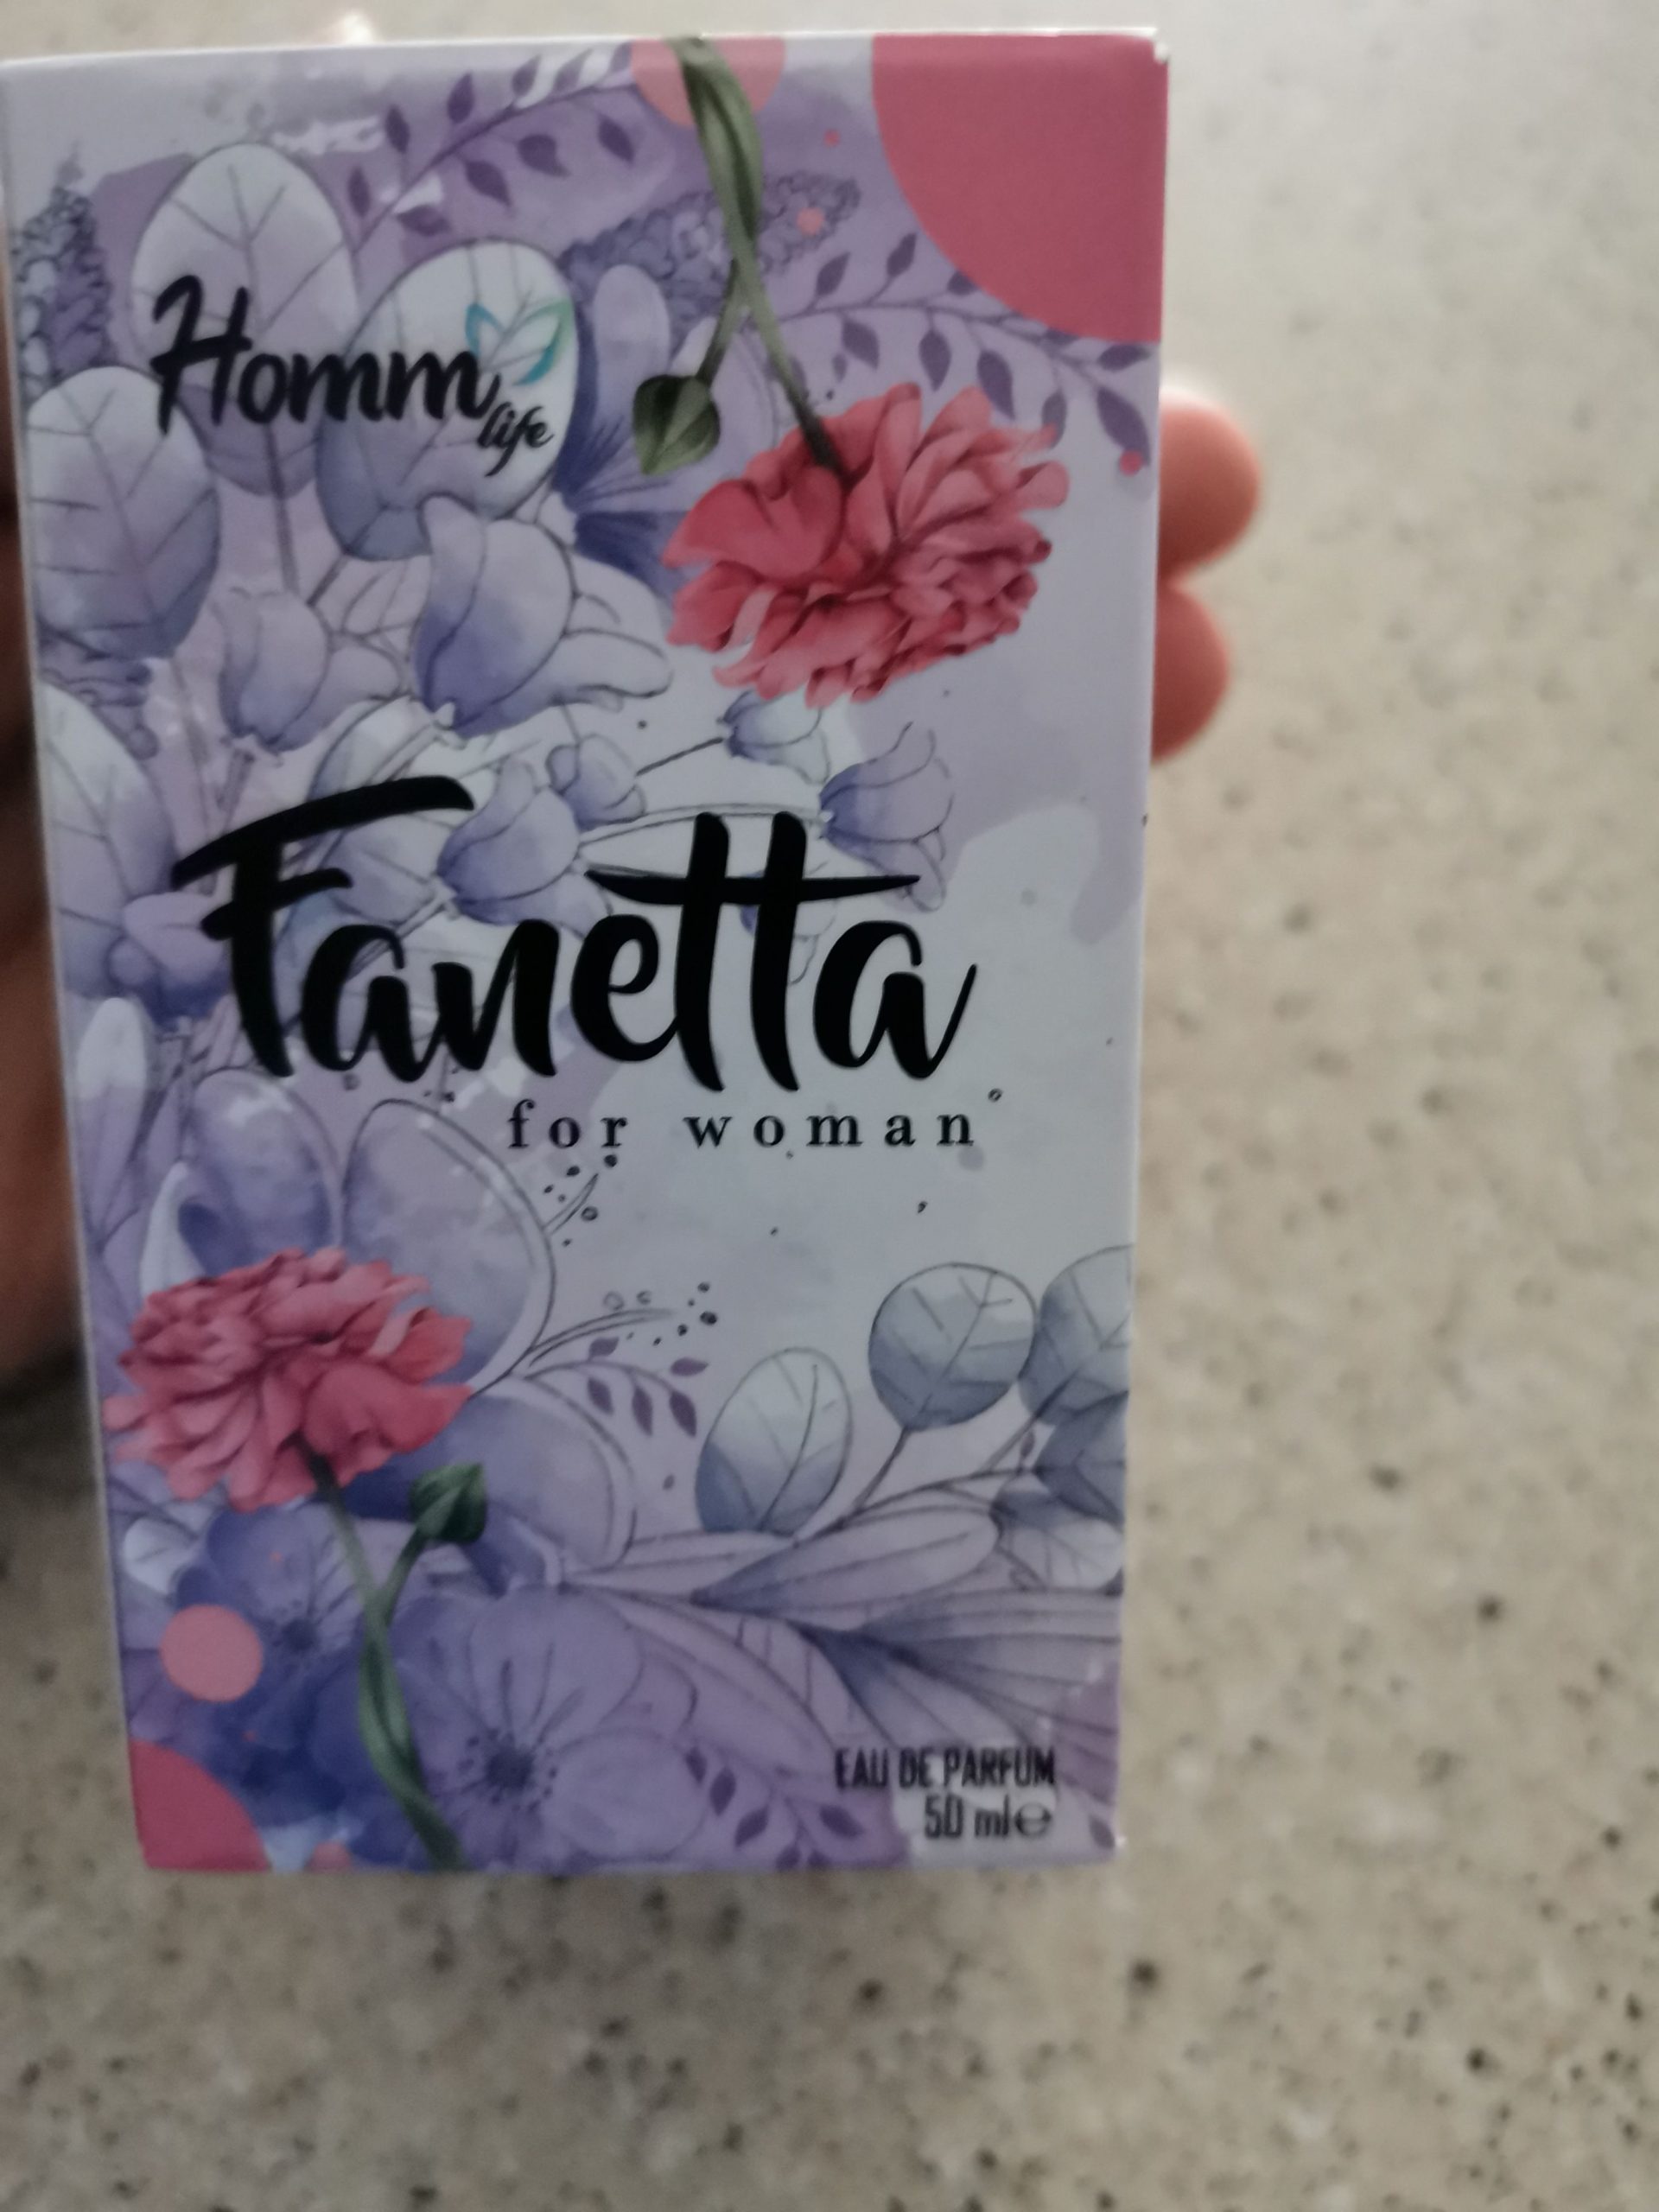 Homm
life
Fanetta
for woman
EAU DE PARFUM
50 ml℮